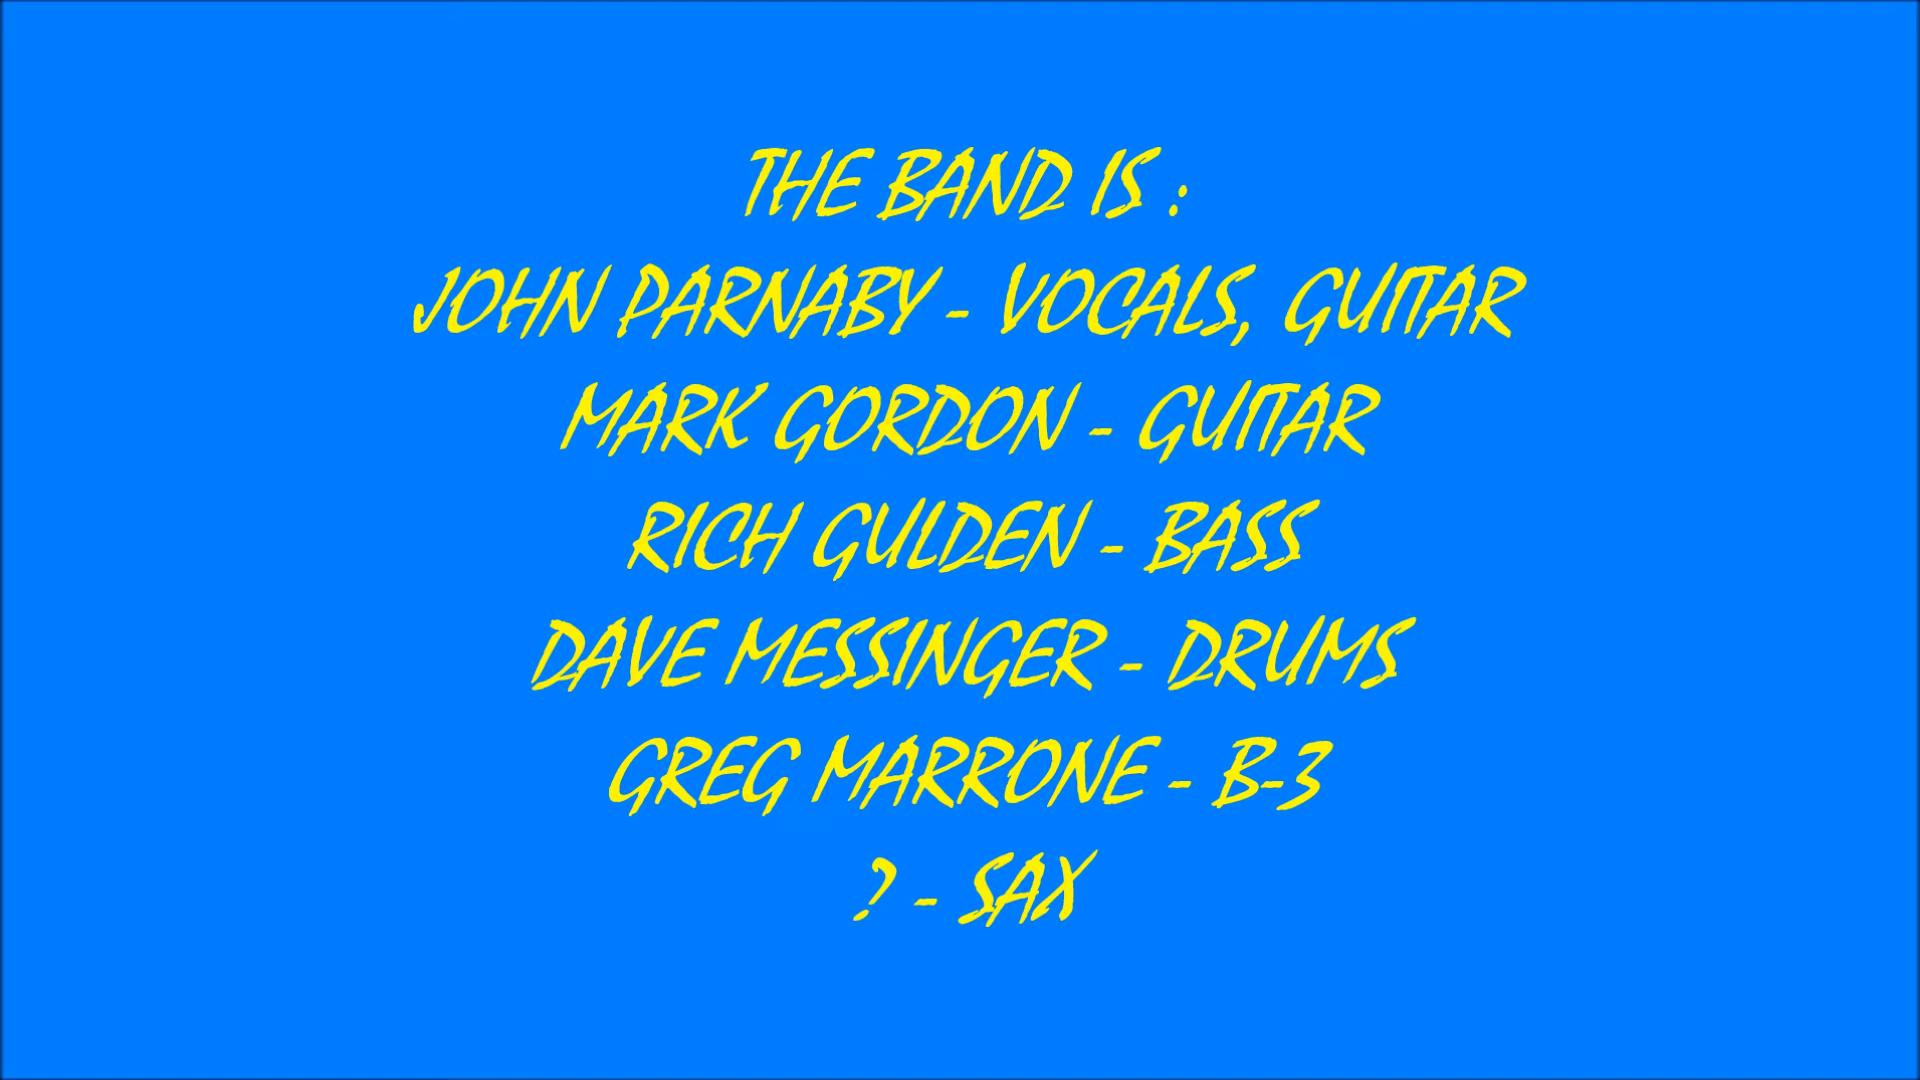 THE BAND IS :
JOHN PARNABY - VOCALS, GUITAR
MARK GORDON - GUITAR
RICH GULDEN - BASS
DAVE MESSINGER - DRUMS
GREG MARRONE - B-3
? - SAX